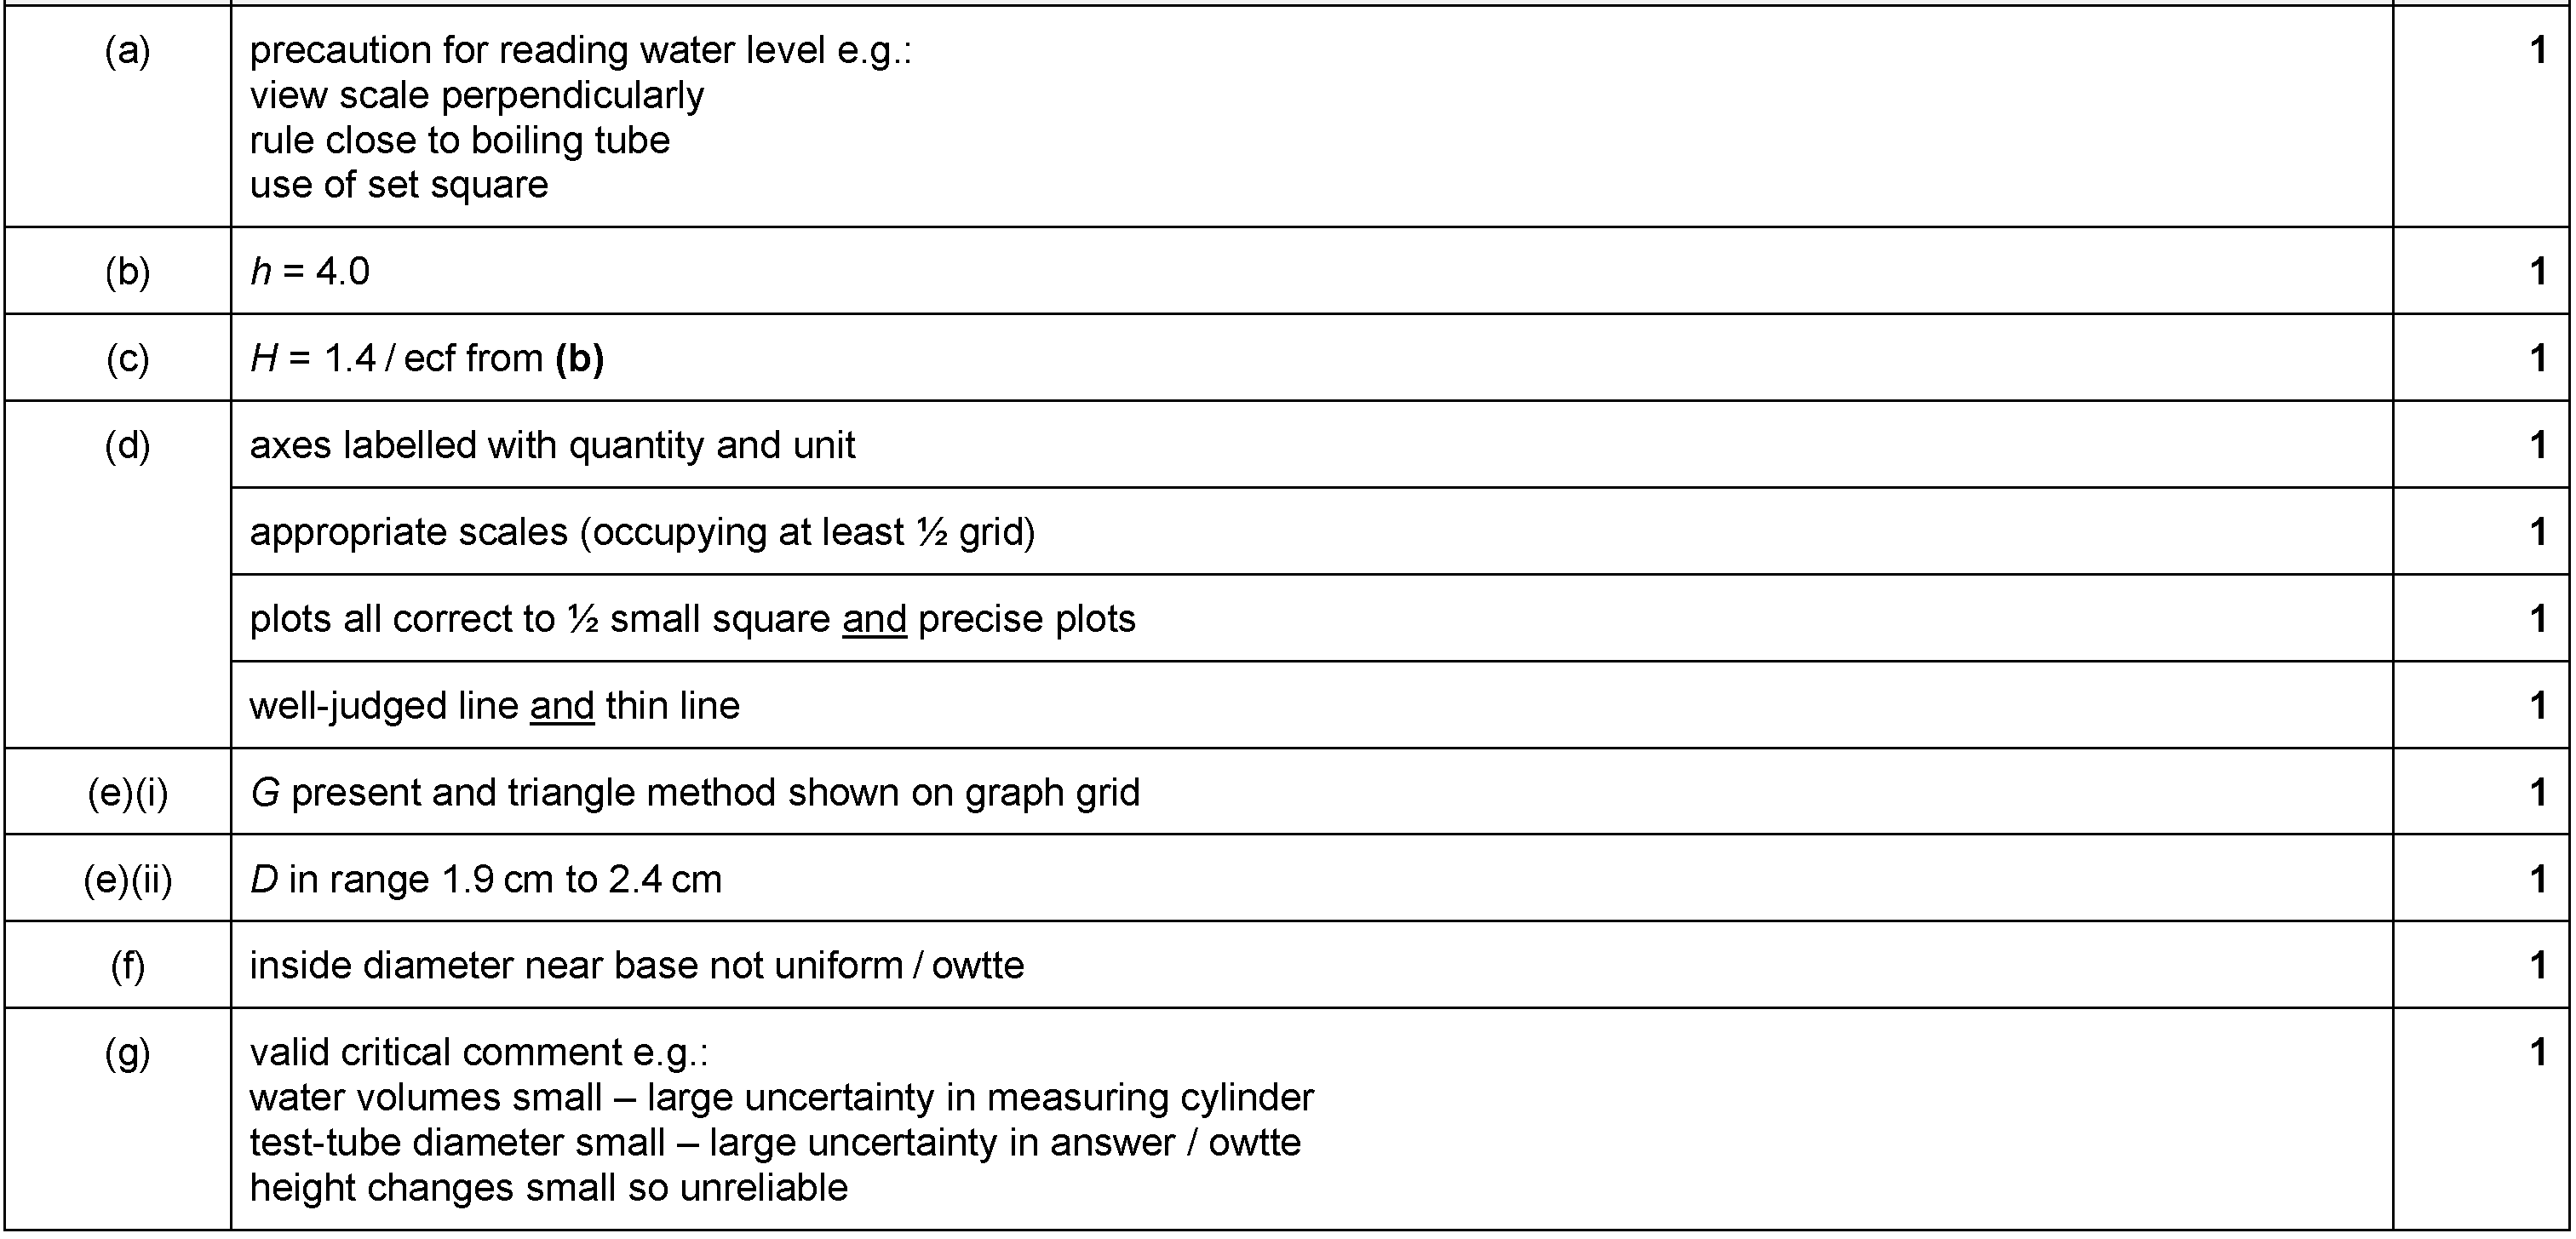 (a) precaution for reading water level e.g.: 1
view scale perpendicularly
rule close to boiling tube
use of set square
(b) h = 4.0 1
(c) H = 1.4 / ecf from (b) 1
(d) axes labelled with quantity and unit 1
appropriate scales (occupying at least ½ grid) 1
plots all correct to ½ small square and precise plots 1
well-judged line and thin line 1
(e)(i) G present and triangle method shown on graph grid 1
(e)(ii) D in range 1.9 cm to 2.4 cm 1
(f) inside diameter near base not uniform / owtte 1
(g) valid critical comment e.g.: 1
water volumes small – large uncertainty in measuring cylinder
test-tube diameter small – large uncertainty in answer / owtte
height changes small so unreliable